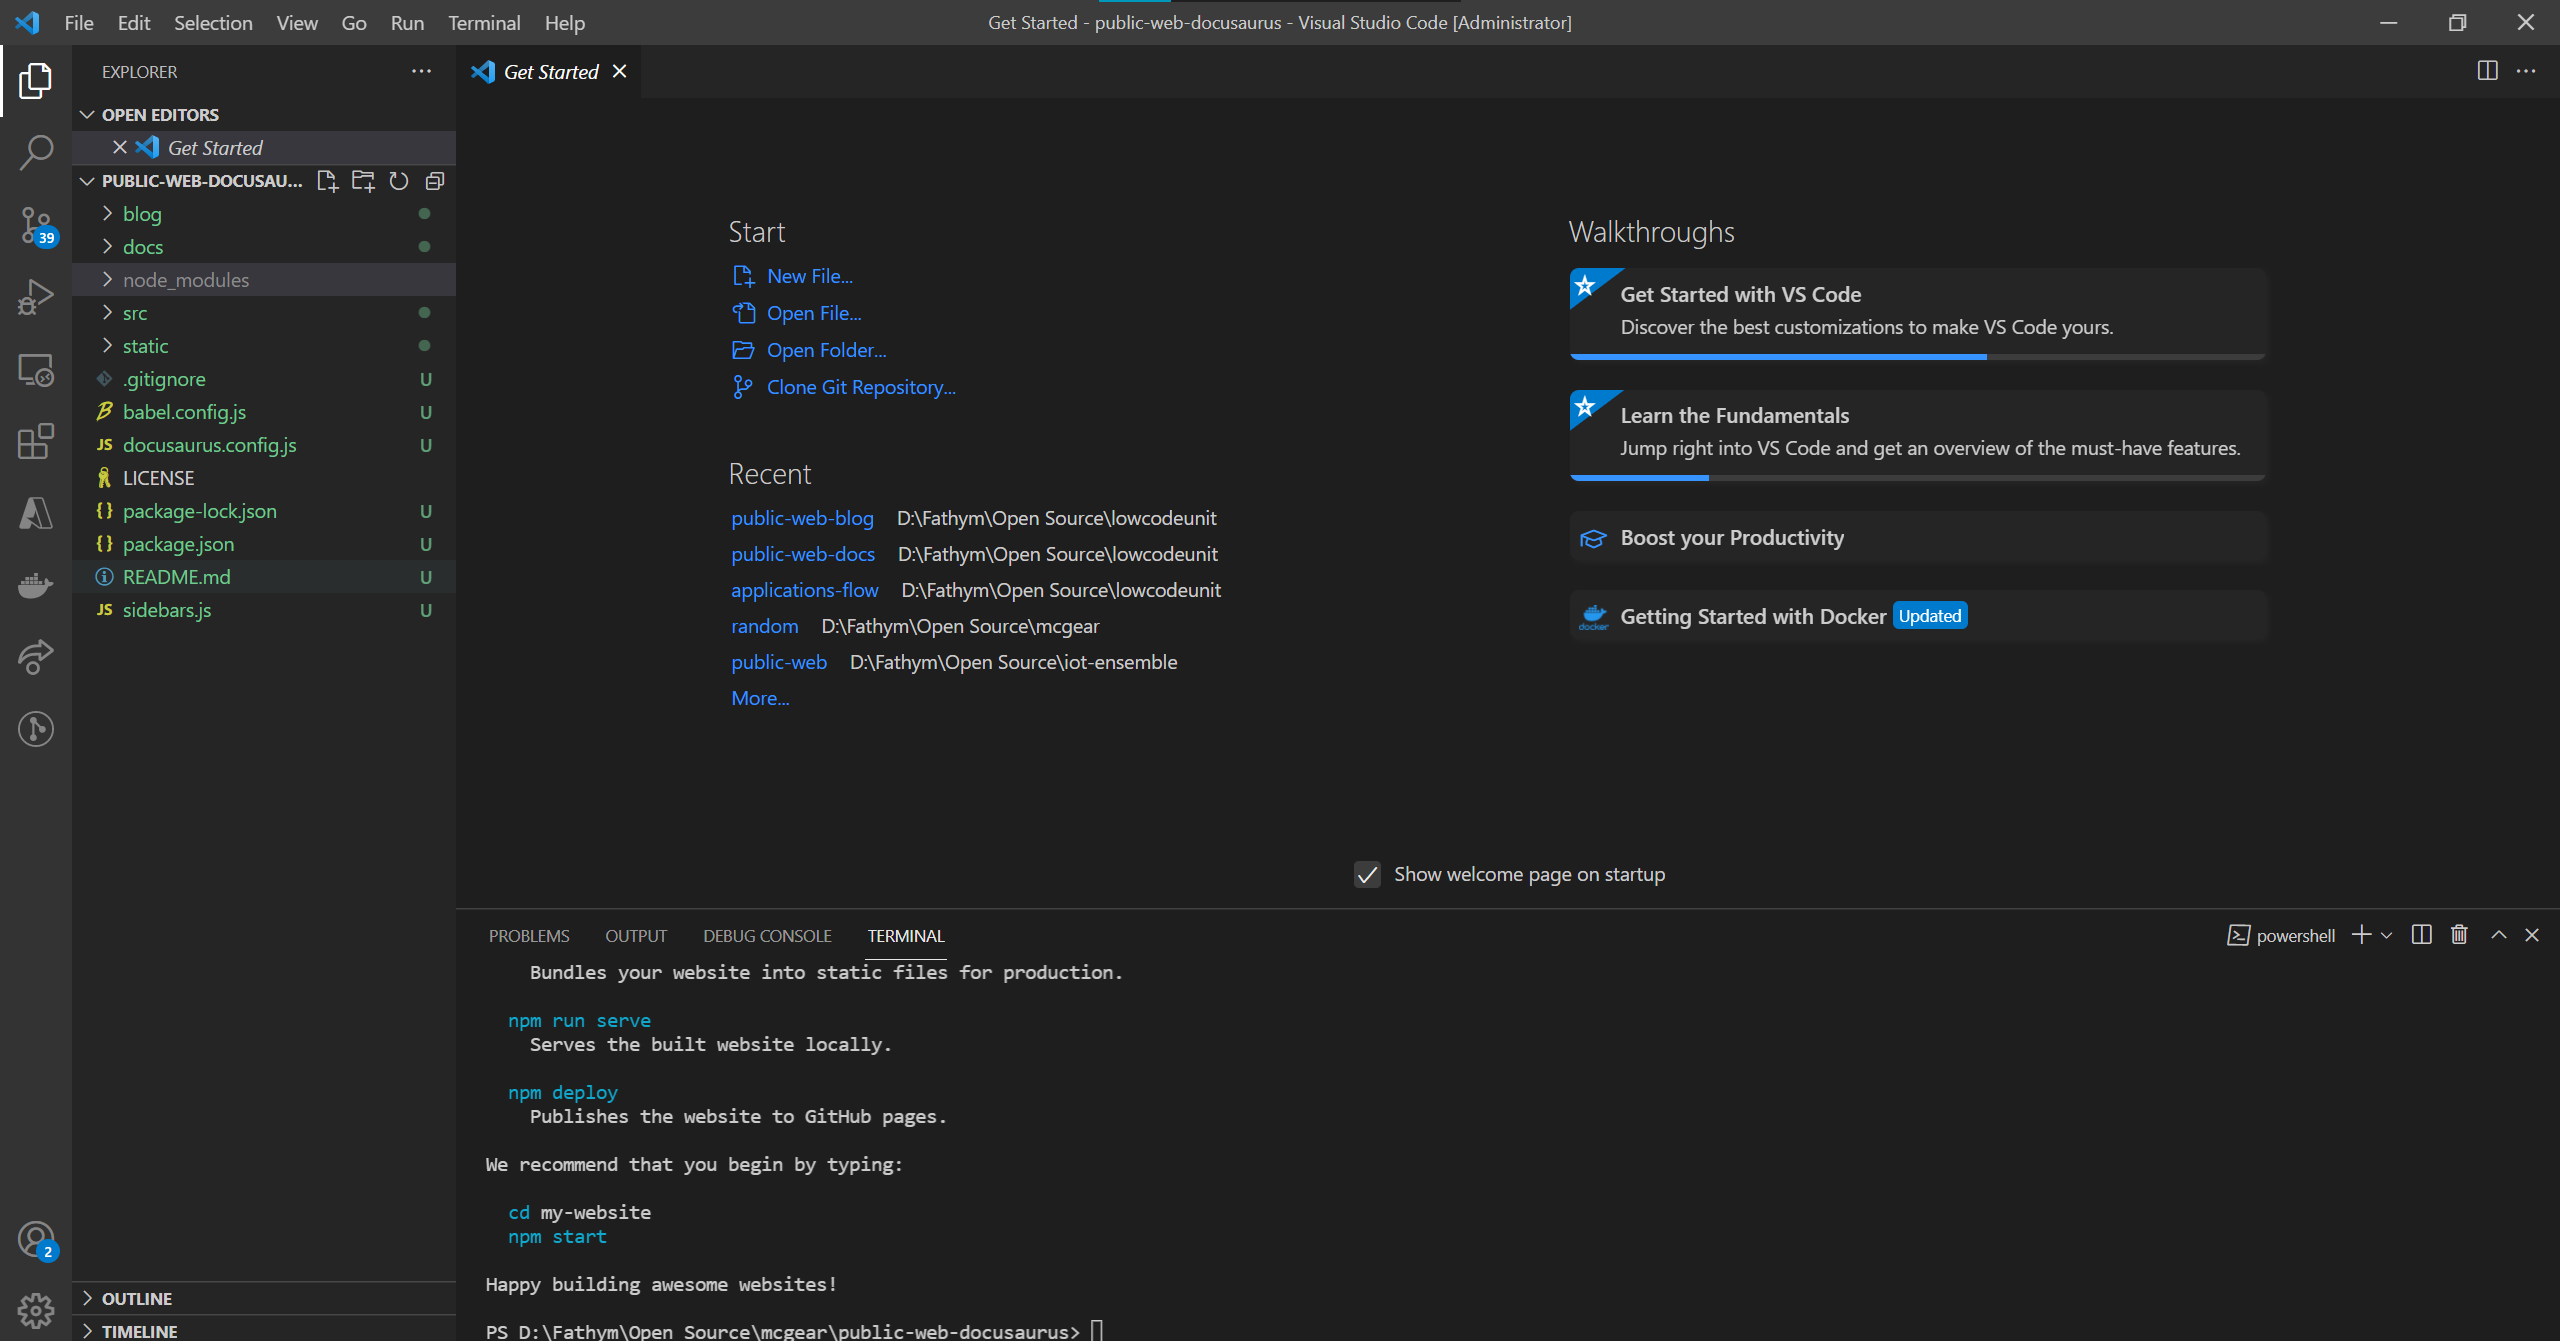 File Edit Selection View Go Run Terminal Help
Get Started - public-web-docusaurus - Visual Studio Code [Administrator]
EXPLORER
Get Started
OPEN EDITORS
Get Started
PUBLIC-WEB-DOCUSAU...
blog
docs
node_modules
src
static
.gitignore U
babel.config.js U
JS docusaurus.config.js U
LICENSE
{} package-lock.json U
{} package.json U
README.md U
JS sidebars.js U
OUTLINE
TIMELINE
39
2
Start
New File...
Open File...
Open Folder...
Clone Git Repository...
Recent
public-web-blog D:\Fathym\Open Source\lowcodeunit
public-web-docs D:\Fathym\Open Source\lowcodeunit
applications-flow D:\Fathym\Open Source\lowcodeunit
random D:\Fathym\Open Source\mcgear
public-web D:\Fathym\Open Source\iot-ensemble
More...
Walkthroughs
Get Started with VS Code
Discover the best customizations to make VS Code yours.
Learn the Fundamentals
Jump right into VS Code and get an overview of the must-have features.
Boost your Productivity
docker
Getting Started with Docker Updated
Show welcome page on startup
PROBLEMS OUTPUT DEBUG CONSOLE TERMINAL
powershell
Bundles your website into static files for production.
npm run serve
Serves the built website locally.
npm deploy
Publishes the website to GitHub pages.
We recommend that you begin by typing:
cd my-website
npm start
Happy building awesome websites!
PS D:\Fathym\Open Source\mcgear\public-web-docusaurus>